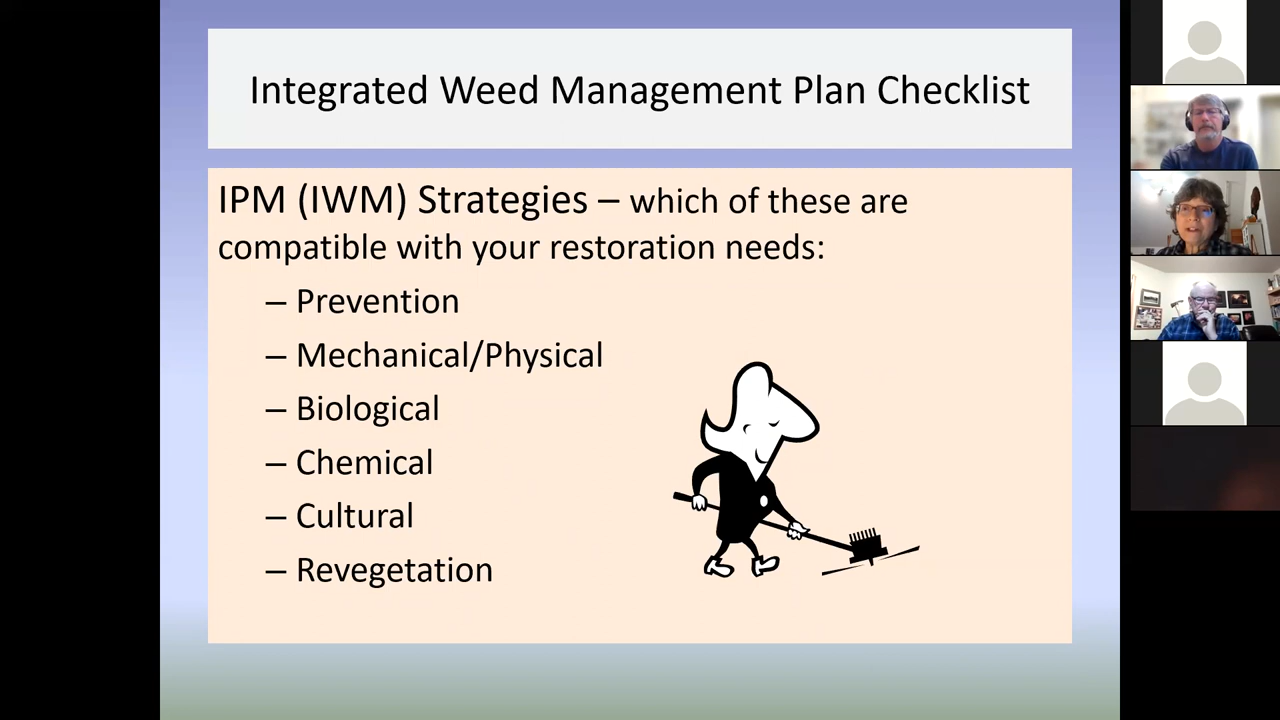 Integrated Weed Management Plan Checklist
IPM (IWM) Strategies – which of these are
compatible with your restoration needs:
– Prevention
– Mechanical/Physical
– Biological
– Chemical
– Cultural
– Revegetation